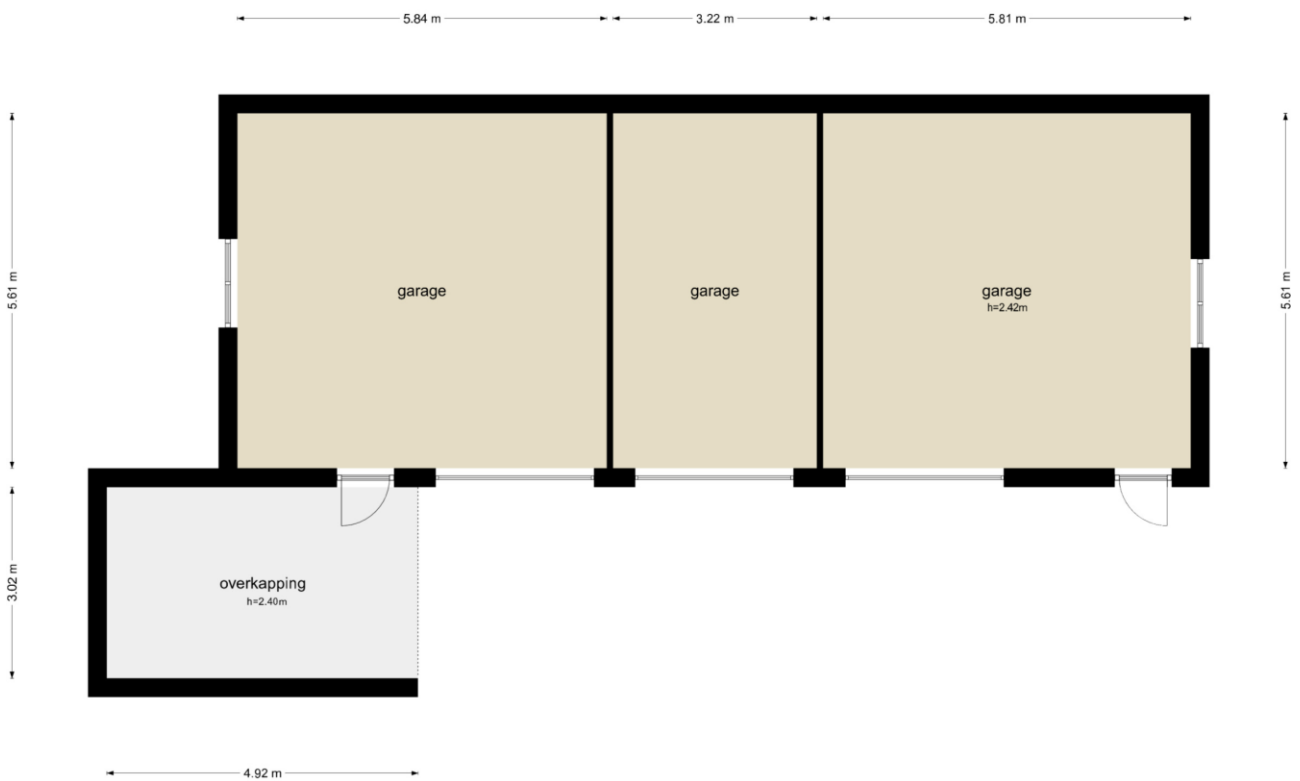 5.84 m
3.22 m
5.81 m
5.61 m
5.61 m
garage
garage
garage
h=2.42m
3.02 m
overkapping
h=2.40m
4.92 m